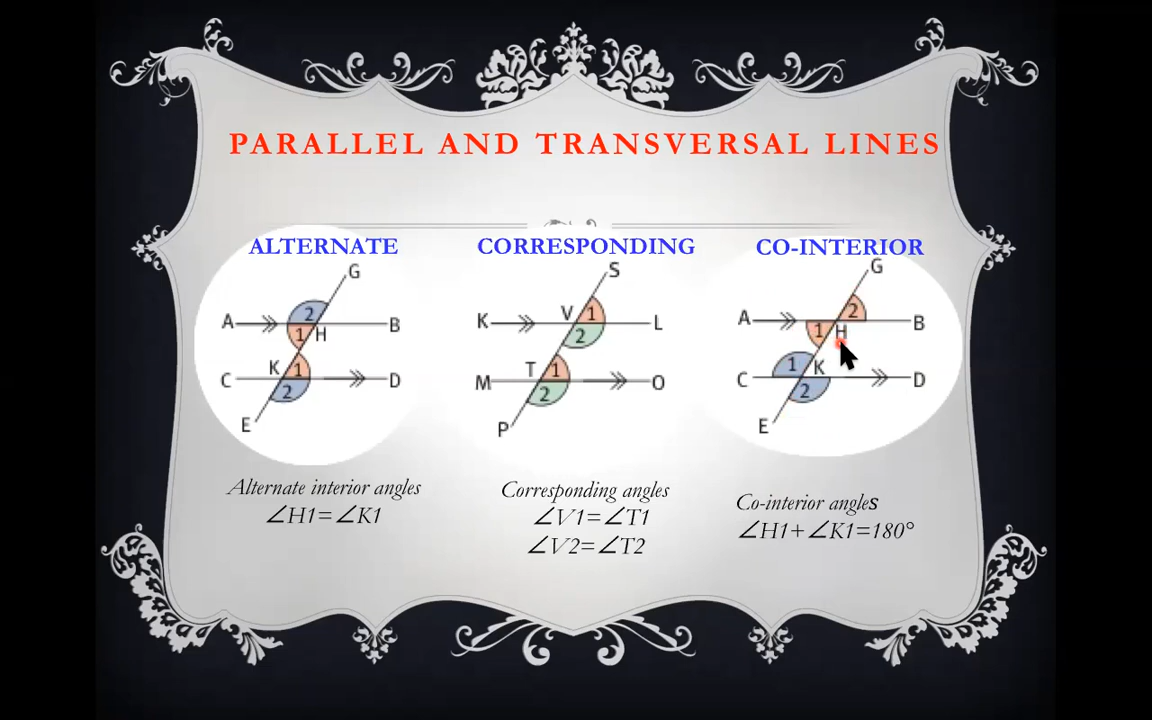 PARALLEL AND TRANSVERSAL LINES
ALTERNATE
G
2
A
B
1 H
K 1
C
D
2
E
Alternate interior angles
∠H1=∠K1
CORRESPONDING
S
V 1
K
L
2
T 1
M
O
2
P
Corresponding angles
∠V1=∠T1
∠V2=∠T2
CO-INTERIOR
G
2
A
B
1 H
1 K
C
D
2
E
Co-interior angles
∠H1+∠K1=180°